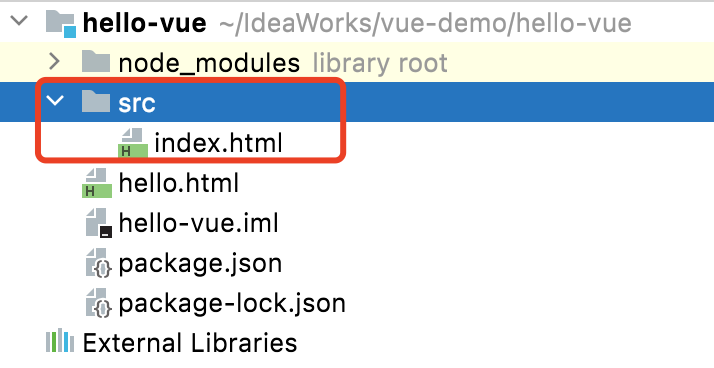 hello-vue ~/IdeaWorks/vue-demo/hello-vue
node_modules library root
src
index.html
hello.html
hello-vue.iml
package.json
package-lock.json
External Libraries